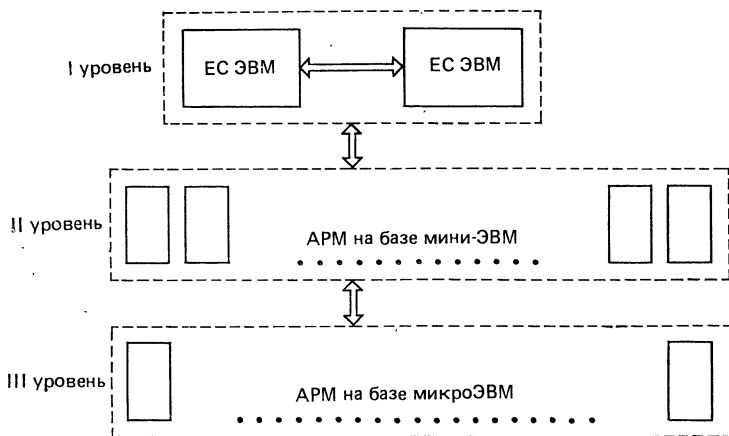 I уровень
ЕС ЭВМ
ЕС ЭВМ
II уровень
АРМ на базе мини-ЭВМ
III уровень
АРМ на базе микроЭВМ